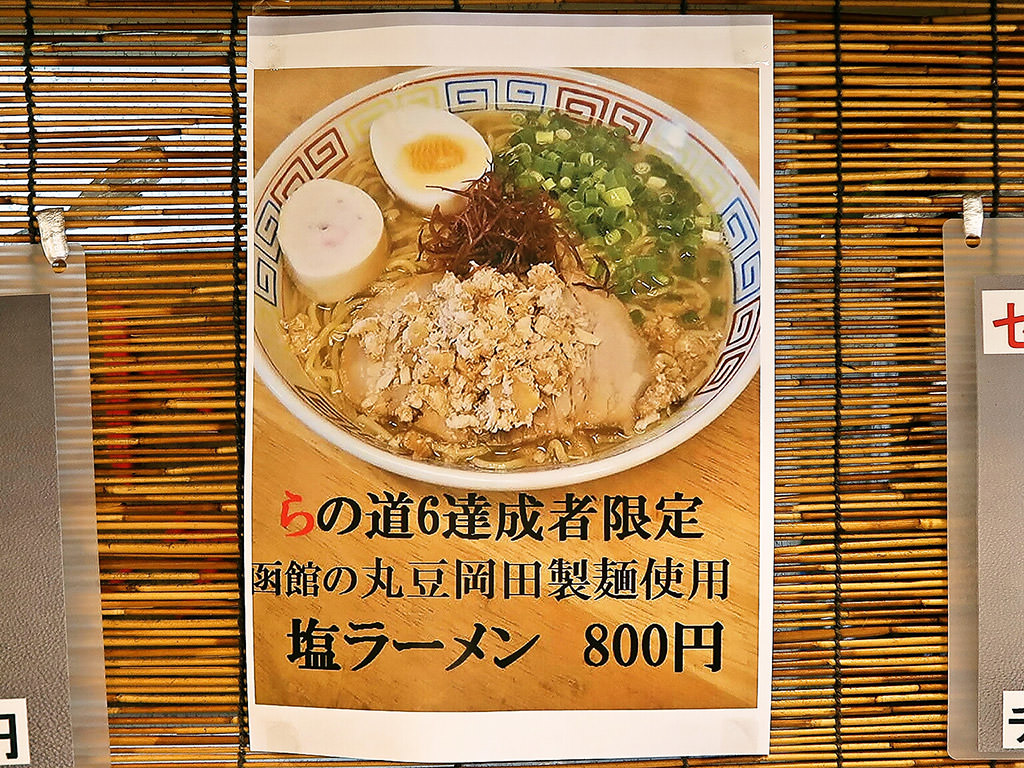 らの道6達成者限定
函館の丸豆岡田製麺使用
塩ラーメン 800円
円